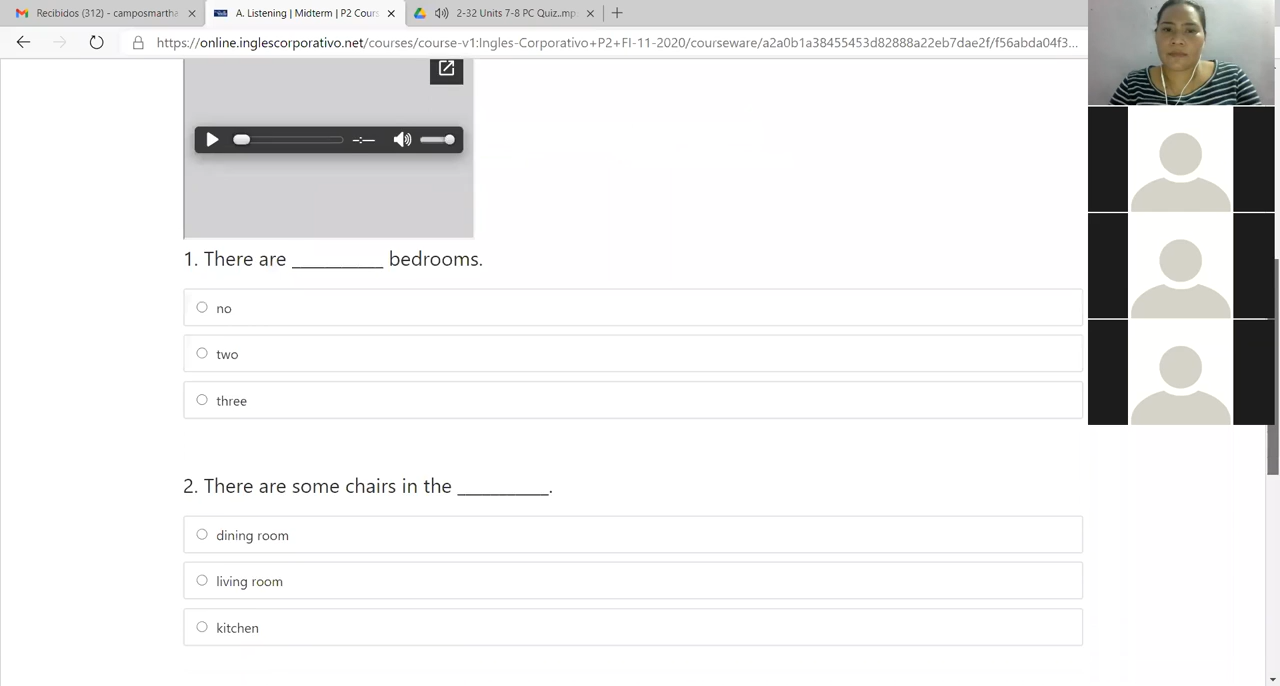 Recibidos (312) - camposmartha
A. Listening | Midterm | P2 Cours
2-32 Units 7-8 PC Quiz..mp
https://online.inglescorporativo.net/courses/course-v1:Ingles-Corporativo+P2+FI-11-2020/courseware/a2a0b1a38455453d82888a22eb7dae2f/f56abda04f3...
-:--
1. There are __________ bedrooms.
no
two
three
2. There are some chairs in the __________.
dining room
living room
kitchen